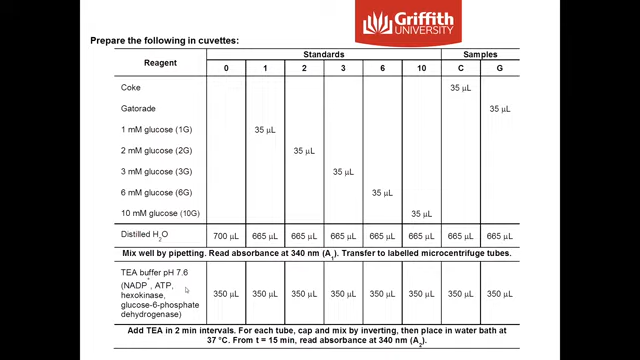 Griffith
UNIVERSITY
Prepare the following in cuvettes:
Reagent Standards Samples
0 1 2 3 6 10 C G
Coke 35 µL
Gatorade 35 µL
1 mM glucose (1G) 35 µL
2 mM glucose (2G) 35 µL
3 mM glucose (3G) 35 µL
6 mM glucose (6G) 35 µL
10 mM glucose (10G) 35 µL
Distilled H₂O 700 µL 665 µL 665 µL 665 µL 665 µL 665 µL 665 µL 665 µL
Mix well by pipetting. Read absorbance at 340 nm (A₁). Transfer to labelled microcentrifuge tubes.
TEA buffer pH 7.6
(NADP⁺, ATP,
hexokinase, 350 µL 350 µL 350 µL 350 µL 350 µL 350 µL 350 µL 350 µL
glucose-6-phosphate
dehydrogenase)
Add TEA in 2 min intervals. For each tube, cap and mix by inverting, then place in water bath at
37 °C. From t = 15 min, read absorbance at 340 nm (A₂).